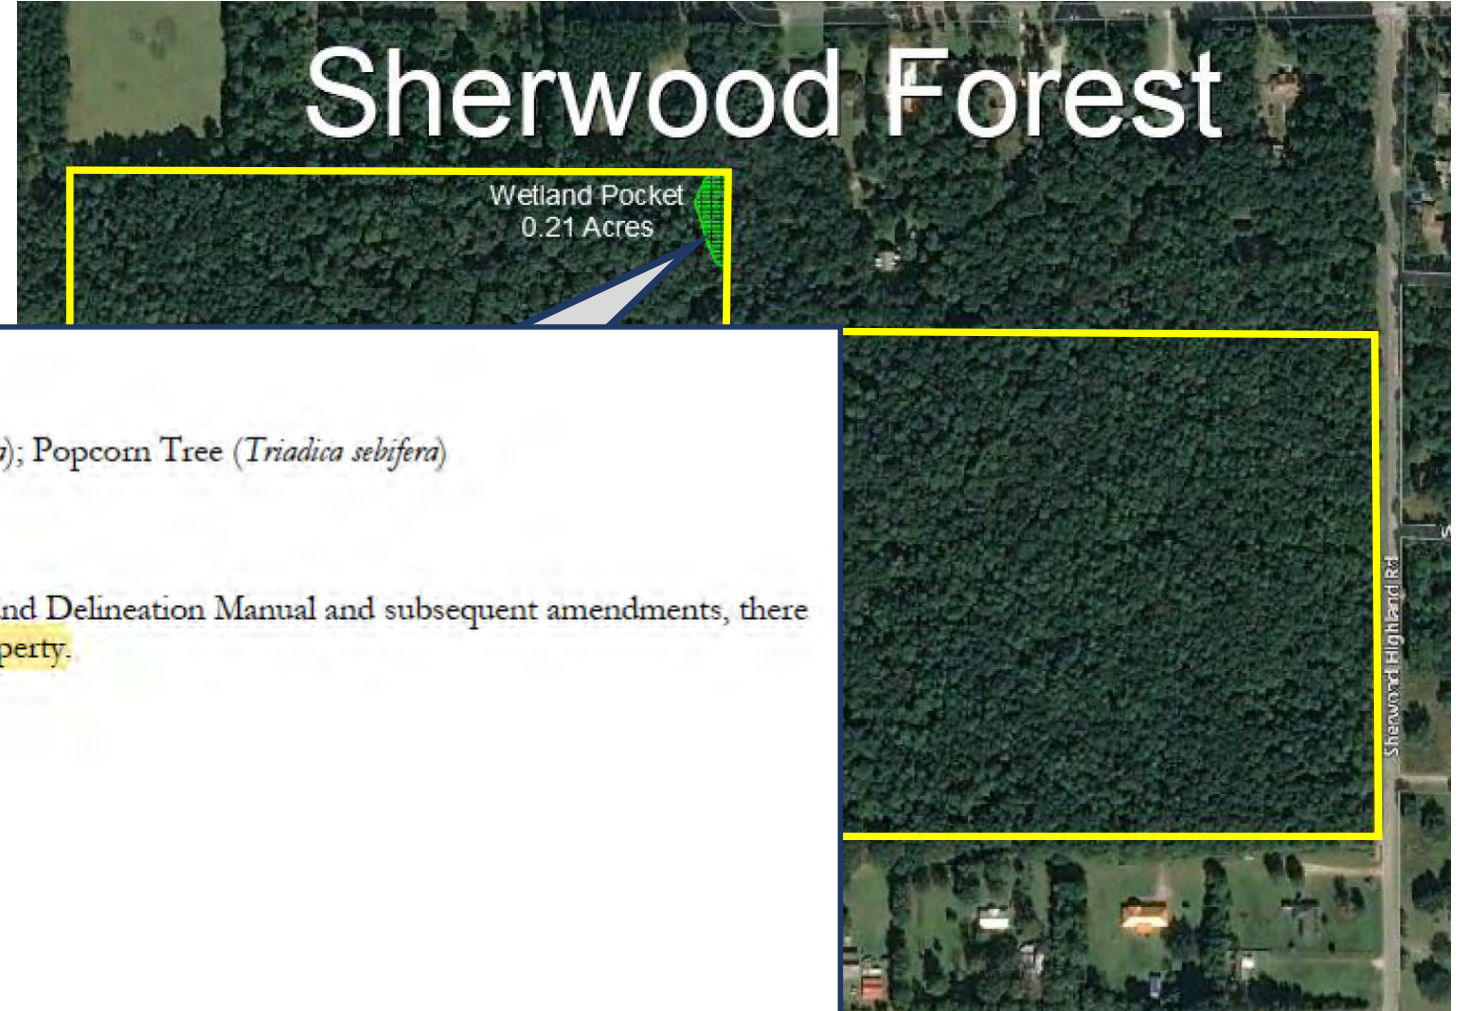 Sherwood Forest
Wetland Pocket
0.21 Acres
); Popcorn Tree (Triadica sebifera)
Delineation Manual and subsequent amendments, there
perty.
Sherwood Highland Rd
S